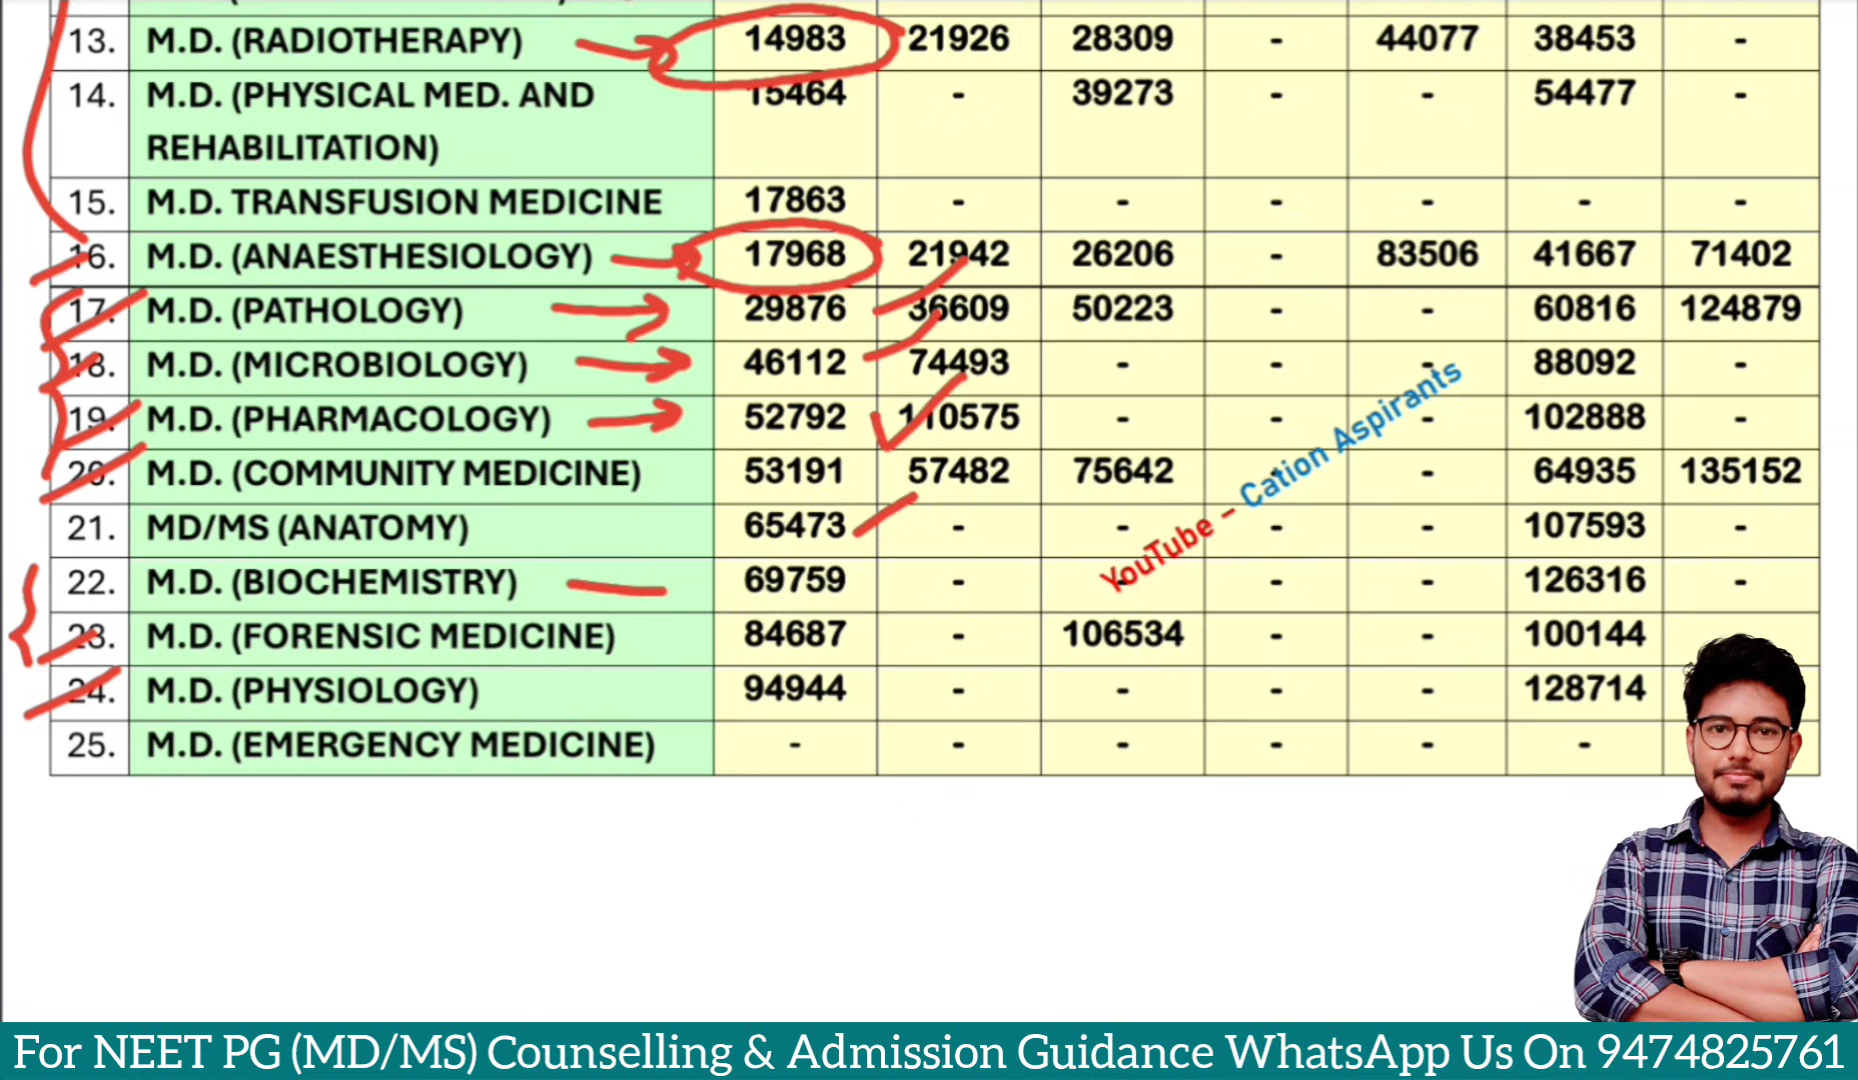 13. M.D. (RADIOTHERAPY) 14983 21926 28309 - 44077 38453 -
14. M.D. (PHYSICAL MED. AND REHABILITATION) 15464 - 39273 - - 54477 -
15. M.D. TRANSFUSION MEDICINE 17863 - - - - - -
16. M.D. (ANAESTHESIOLOGY) 17968 21942 26206 - 83506 41667 71402
17. M.D. (PATHOLOGY) 29876 36609 50223 - - 60816 124879
18. M.D. (MICROBIOLOGY) 46112 74493 - - - 88092 -
19. M.D. (PHARMACOLOGY) 52792 110575 - - - 102888 -
20. M.D. (COMMUNITY MEDICINE) 53191 57482 75642 - - 64935 135152
21. MD/MS (ANATOMY) 65473 - - - - 107593 -
22. M.D. (BIOCHEMISTRY) 69759 - - - - 126316 -
23. M.D. (FORENSIC MEDICINE) 84687 - 106534 - - 100144
24. M.D. (PHYSIOLOGY) 94944 - - - - 128714
25. M.D. (EMERGENCY MEDICINE) - - - - - -
YouTube – Cation Aspirants
For NEET PG (MD/MS) Counselling & Admission Guidance WhatsApp Us On 9474825761